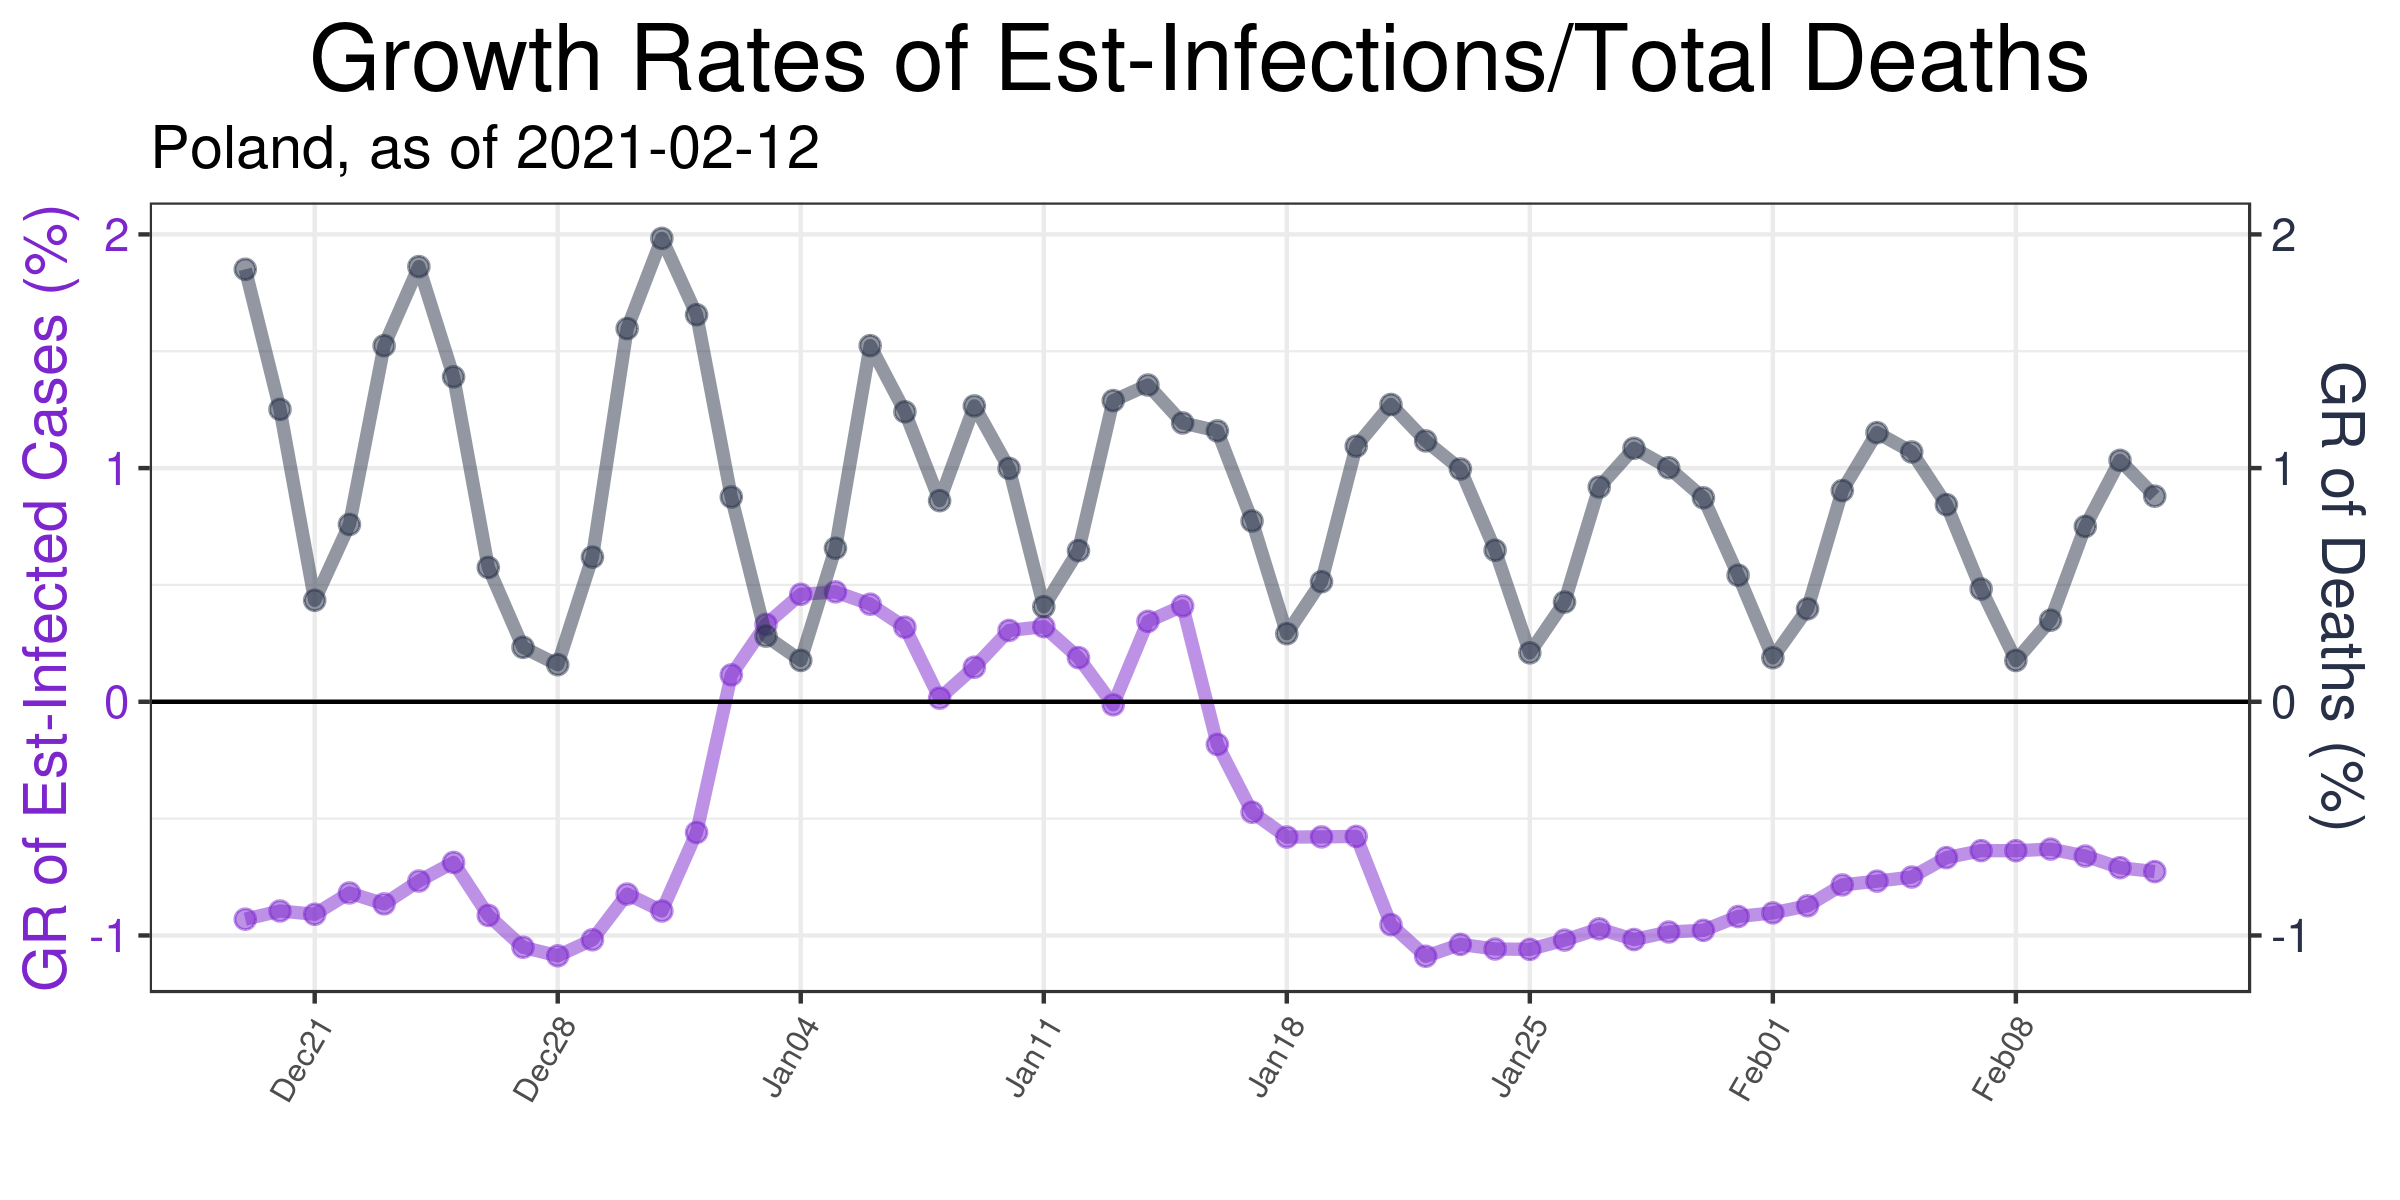 Growth Rates of Est-Infections/Total Deaths
Poland, as of 2021-02-12
GR of Est-Infected Cases (%)
2
1
0
-1
2
1
0
-1
GR of Deaths (%)
Dec21
Dec28
Jan04
Jan11
Jan18
Jan25
Feb01
Feb08